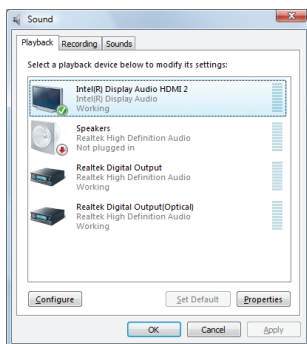 Sound
Playback Recording Sounds
Select a playback device below to modify its settings:
Intel(R) Display Audio HDMI 2
Intel(R) Display Audio
Working
Speakers
Realtek High Definition Audio
Not plugged in
Realtek Digital Output
Realtek High Definition Audio
Working
Realtek Digital Output(Optical)
Realtek High Definition Audio
Working
Configure Set Default Properties
OK Cancel Apply